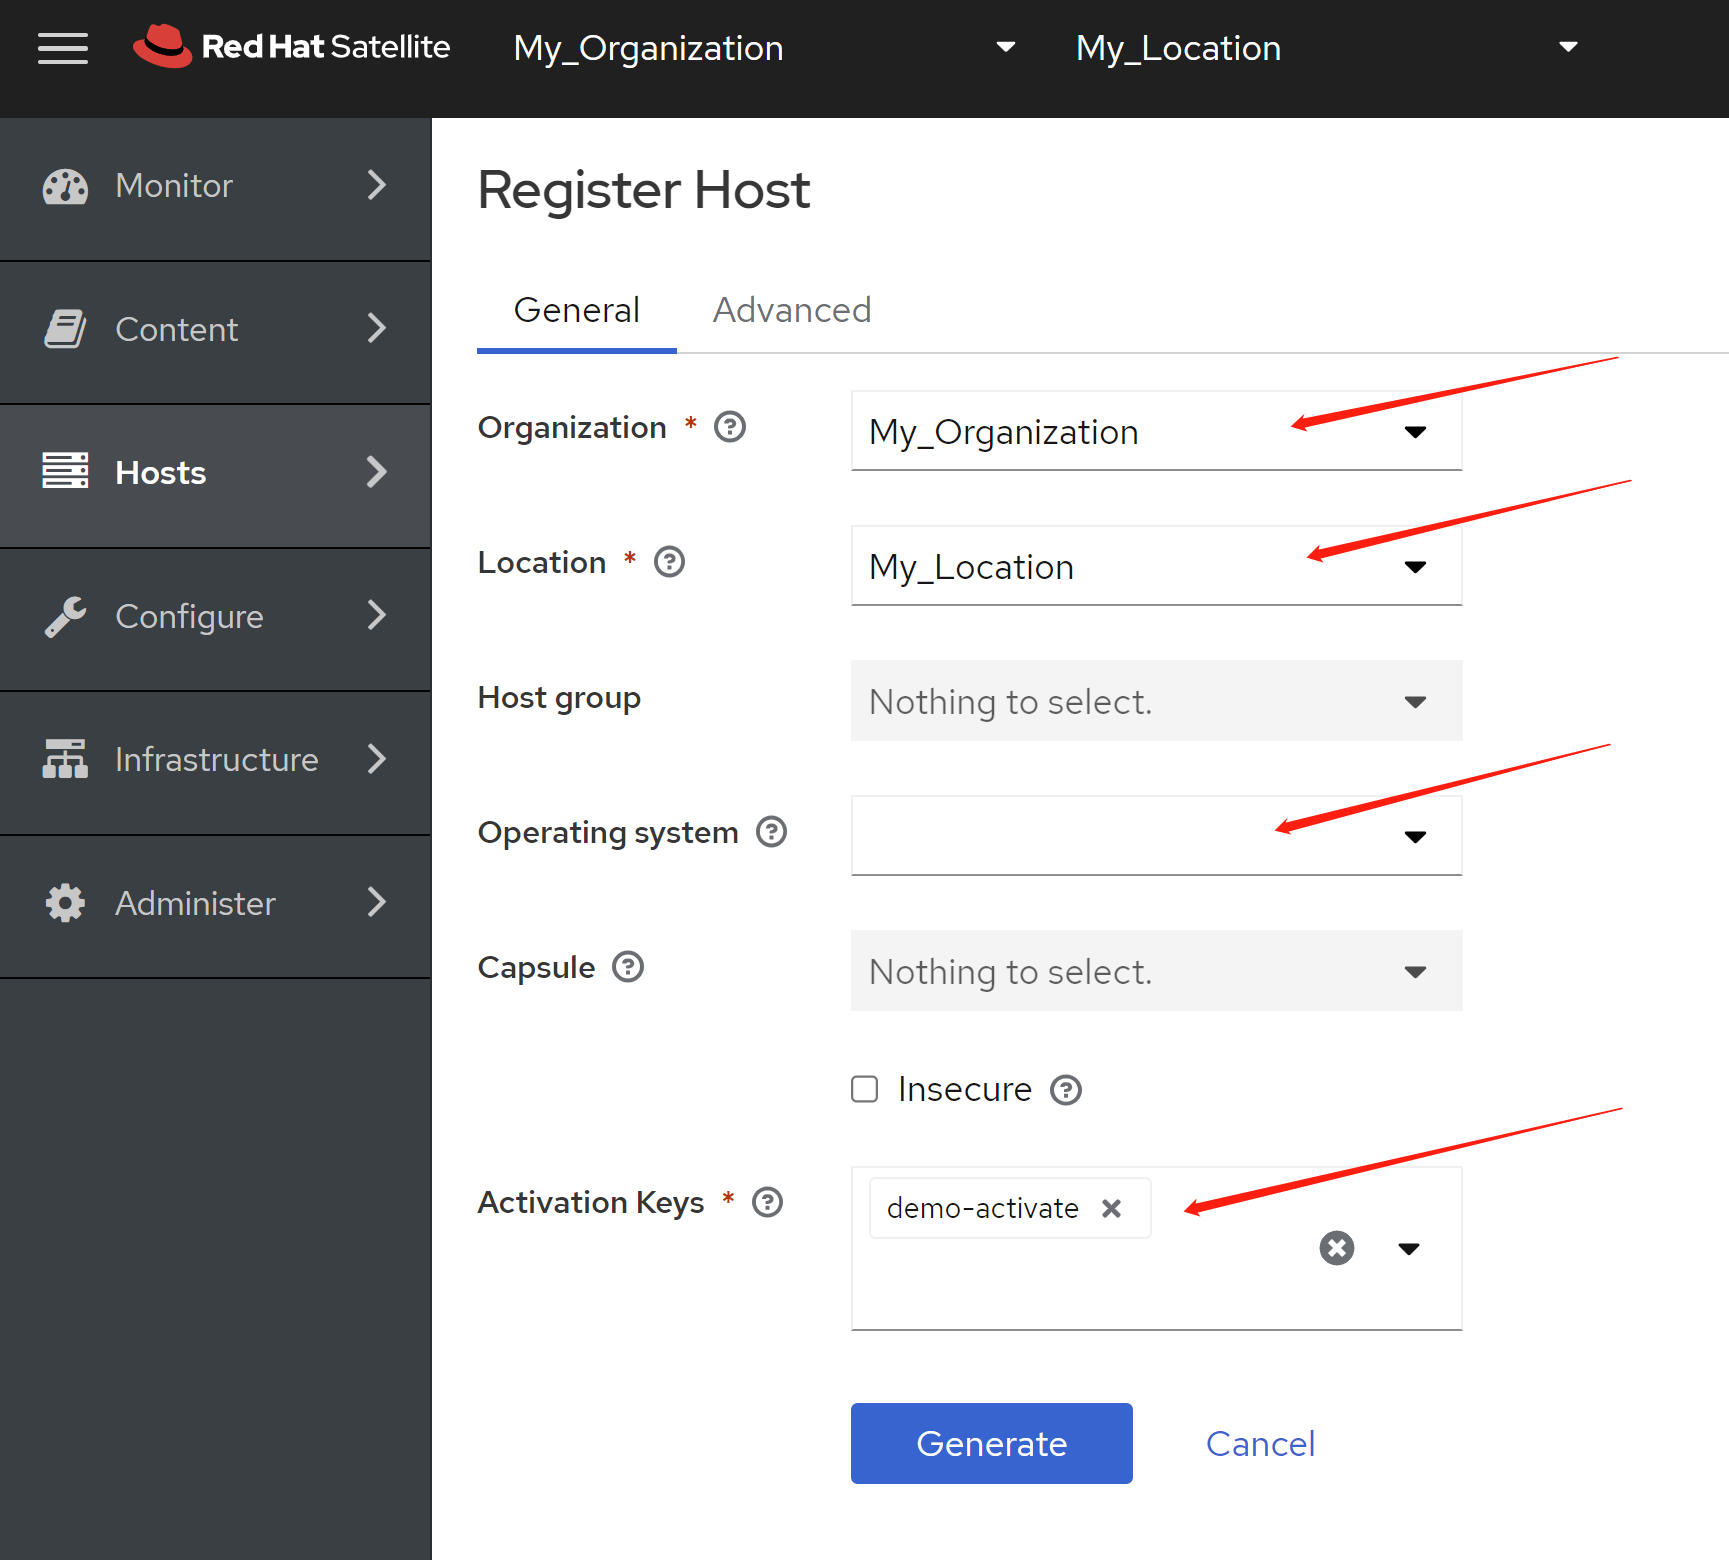 Red Hat Satellite My_Organization My_Location
Monitor
Content
Hosts
Configure
Infrastructure
Administer
Register Host
General Advanced
Organization * My_Organization
Location * My_Location
Host group Nothing to select.
Operating system
Capsule Nothing to select.
Insecure
Activation Keys * demo-activate
Generate Cancel